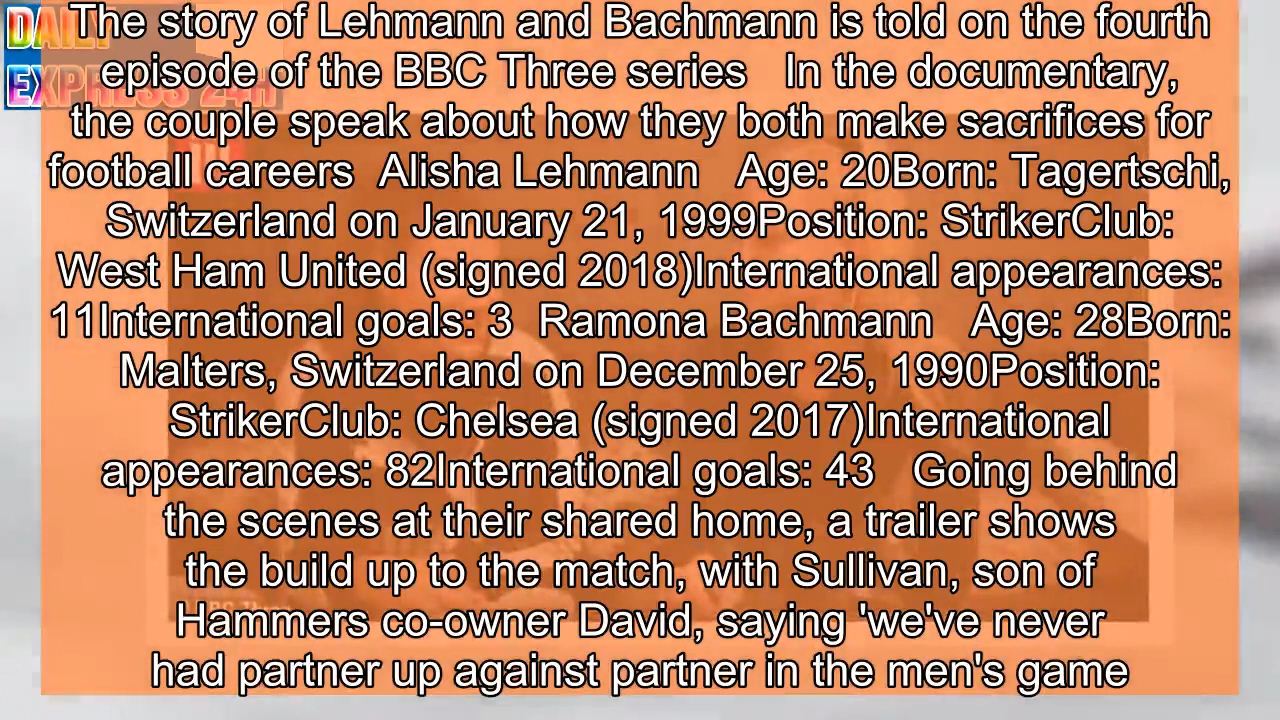 DAILY
EXPRESS 24H
The story of Lehmann and Bachmann is told on the fourth
episode of the BBC Three series   In the documentary,
the couple speak about how they both make sacrifices for
football careers  Alisha Lehmann   Age: 20Born: Tagertschi,
Switzerland on January 21, 1999Position: StrikerClub:
West Ham United (signed 2018)International appearances:
11International goals: 3  Ramona Bachmann   Age: 28Born:
Malters, Switzerland on December 25, 1990Position:
StrikerClub: Chelsea (signed 2017)International
appearances: 82International goals: 43   Going behind
the scenes at their shared home, a trailer shows
the build up to the match, with Sullivan, son of
Hammers co-owner David, saying 'we've never
had partner up against partner in the men's game